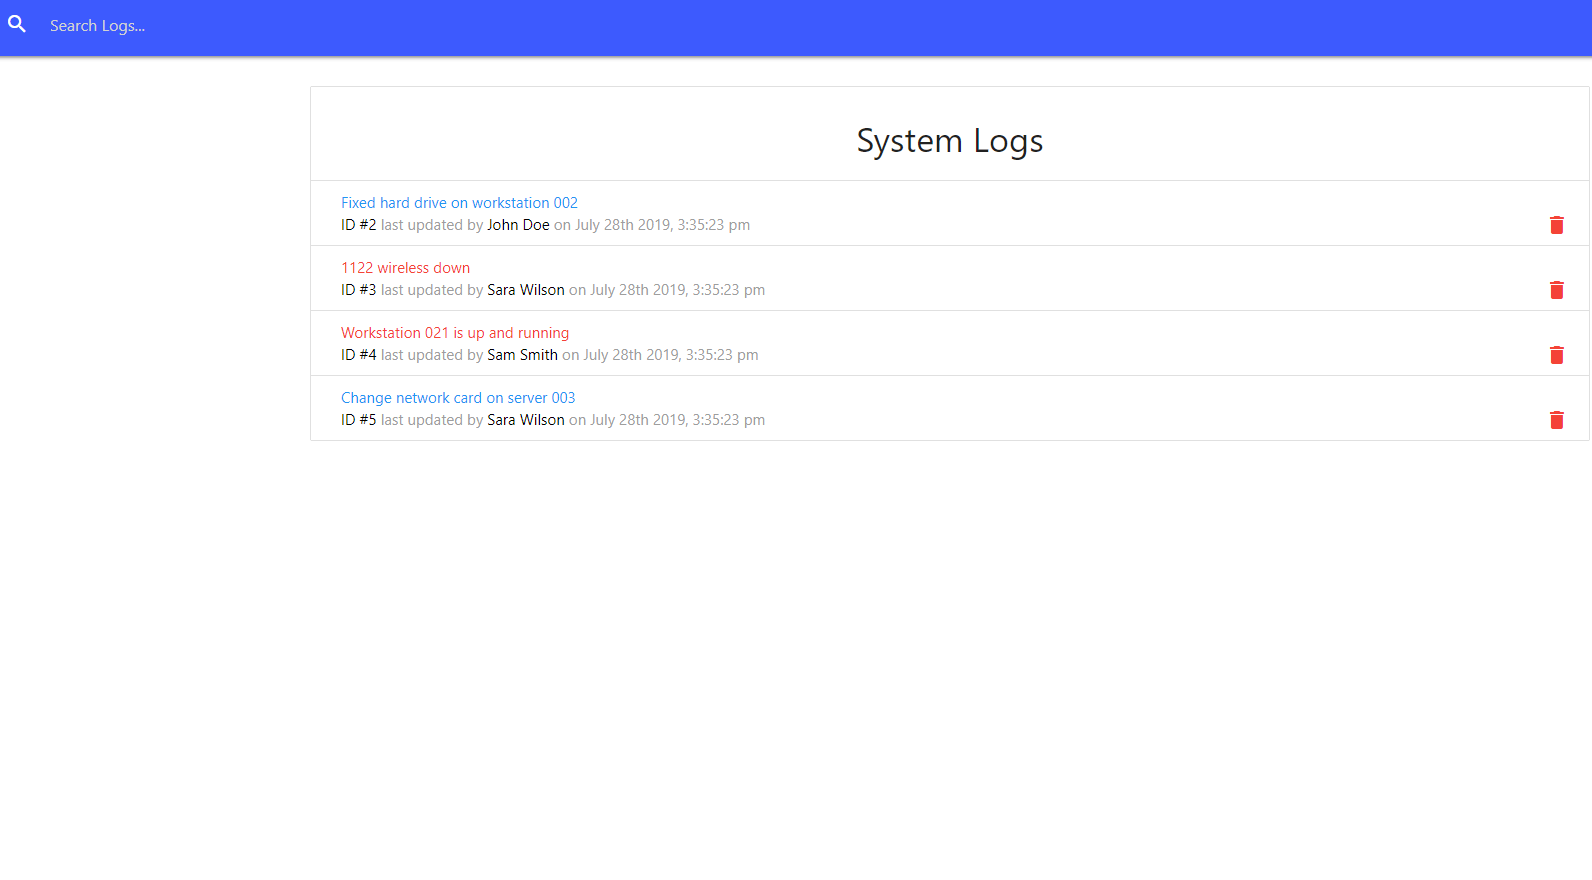 Search Logs...
System Logs
Fixed hard drive on workstation 002
ID #2 last updated by John Doe on July 28th 2019, 3:35:23 pm
1122 wireless down
ID #3 last updated by Sara Wilson on July 28th 2019, 3:35:23 pm
Workstation 021 is up and running
ID #4 last updated by Sam Smith on July 28th 2019, 3:35:23 pm
Change network card on server 003
ID #5 last updated by Sara Wilson on July 28th 2019, 3:35:23 pm